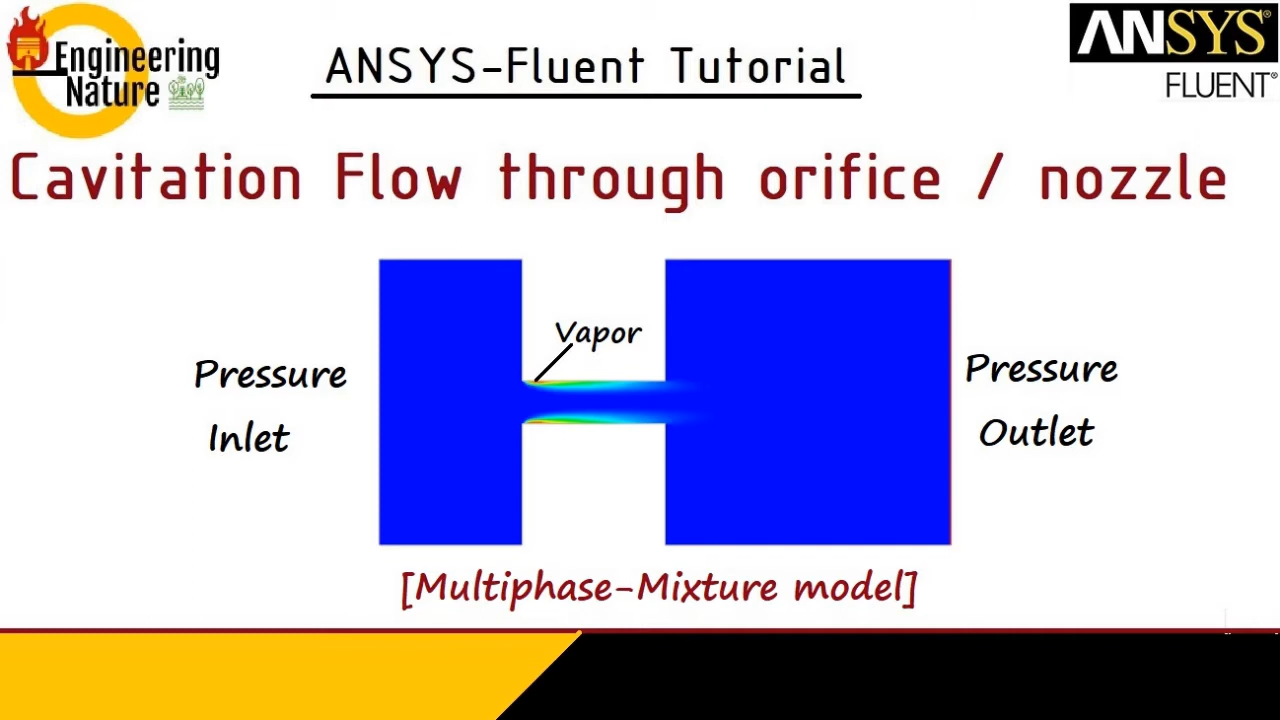 Engineering
Nature
ANSYS-Fluent Tutorial
ANSYS®
FLUENT®
Cavitation Flow through orifice / nozzle
Vapor
Pressure
Inlet
Pressure
Outlet
[Multiphase-Mixture model]